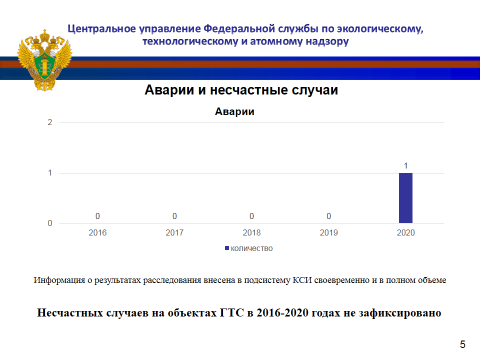 Центральное управление Федеральной службы по экологическому,
технологическому и атомному надзору
Аварии и несчастные случаи
Аварии
2
1
0
0
0
0
0
1
2016
2017
2018
2019
2020
количество
Информация о результатах расследования внесена в подсистему КСИ своевременно и в полном объеме
Несчастных случаев на объектах ГТС в 2016-2020 годах не зафиксировано
5